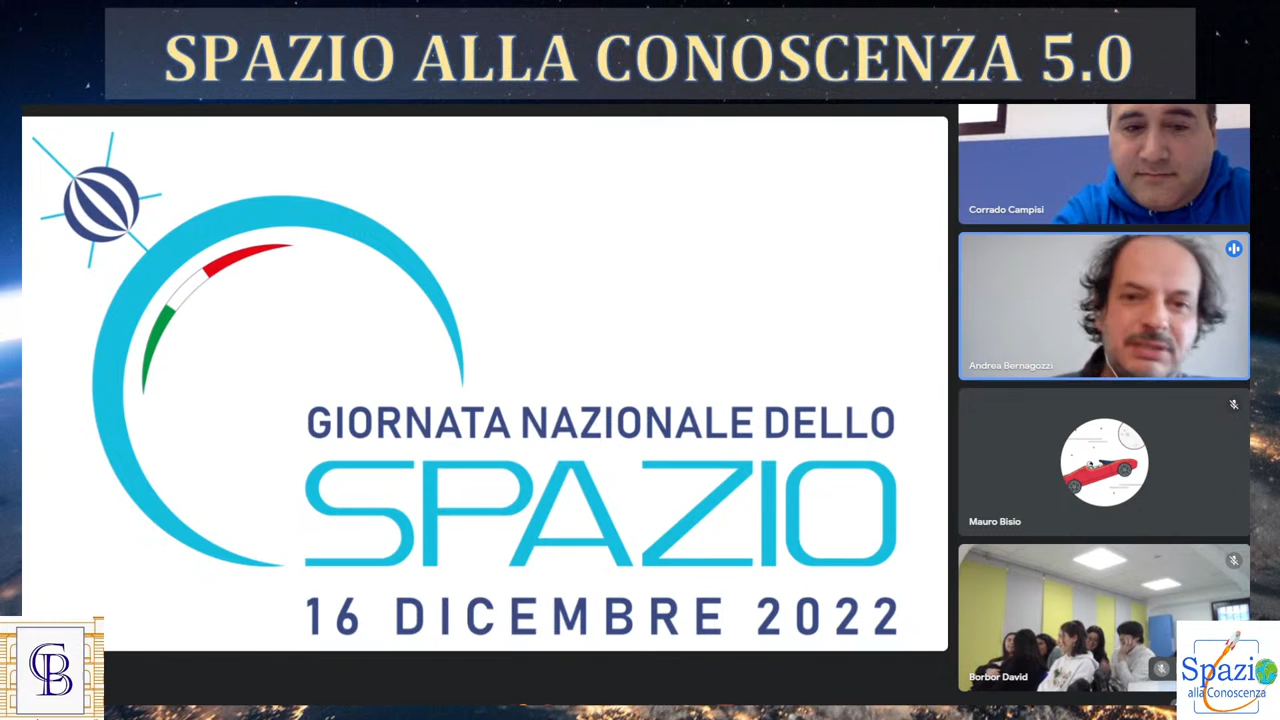 SPAZIO ALLA CONOSCENZA 5.0
GIORNATA NAZIONALE DELLO
SPAZIO
16 DICEMBRE 2022
Corrado Campisi
Andrea Bernagozzi
Mauro Bisio
Borbor David
CB
Spazio
alla Conoscenza